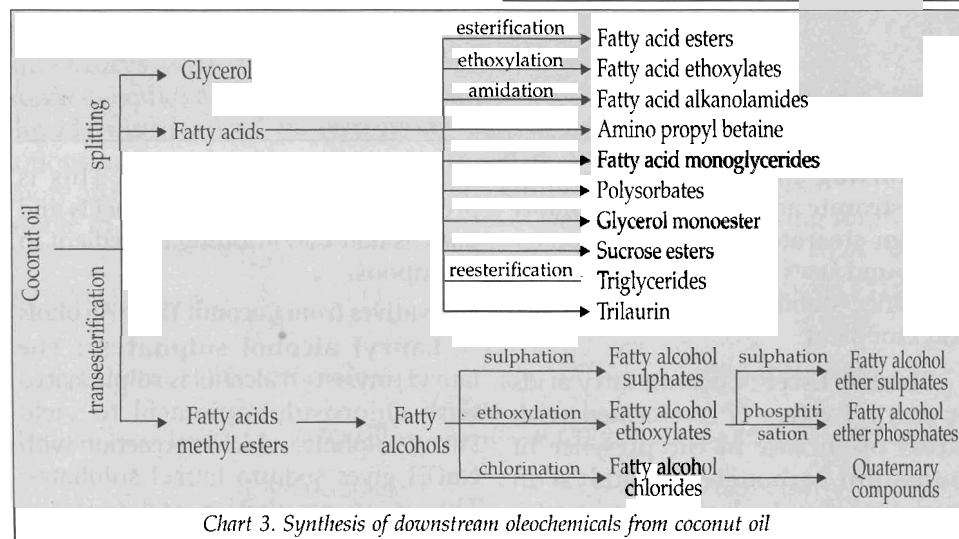 esterification
Fatty acid esters
ethoxylation
Fatty acid ethoxylates
amidation
Fatty acid alkanolamides
Glycerol
Fatty acids
Amino propyl betaine
Fatty acid monoglycerides
Polysorbates
Glycerol monoester
Sucrose esters
reesterification
Triglycerides
Trilaurin
splitting
Coconut oil
transesterification
Fatty acids
methyl esters
Fatty
alcohols
sulphation
Fatty alcohol
sulphates
sulphation
Fatty alcohol
ether sulphates
ethoxylation
Fatty alcohol
ethoxylates
phosphiti
sation
Fatty alcohol
ether phosphates
chlorination
Fatty alcohol
chlorides
Quaternary
compounds
Chart 3. Synthesis of downstream oleochemicals from coconut oil